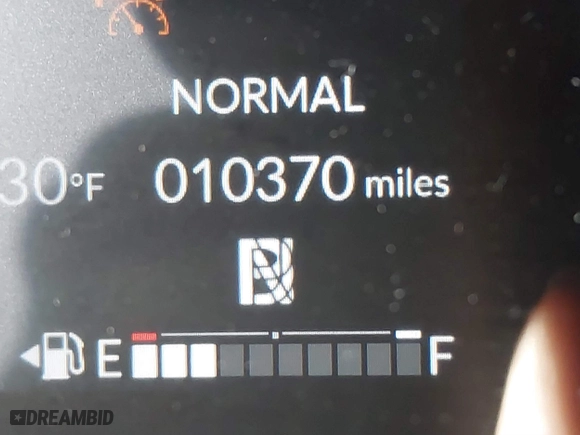 NORMAL
30°F 010370 miles
E F
DREAMBID